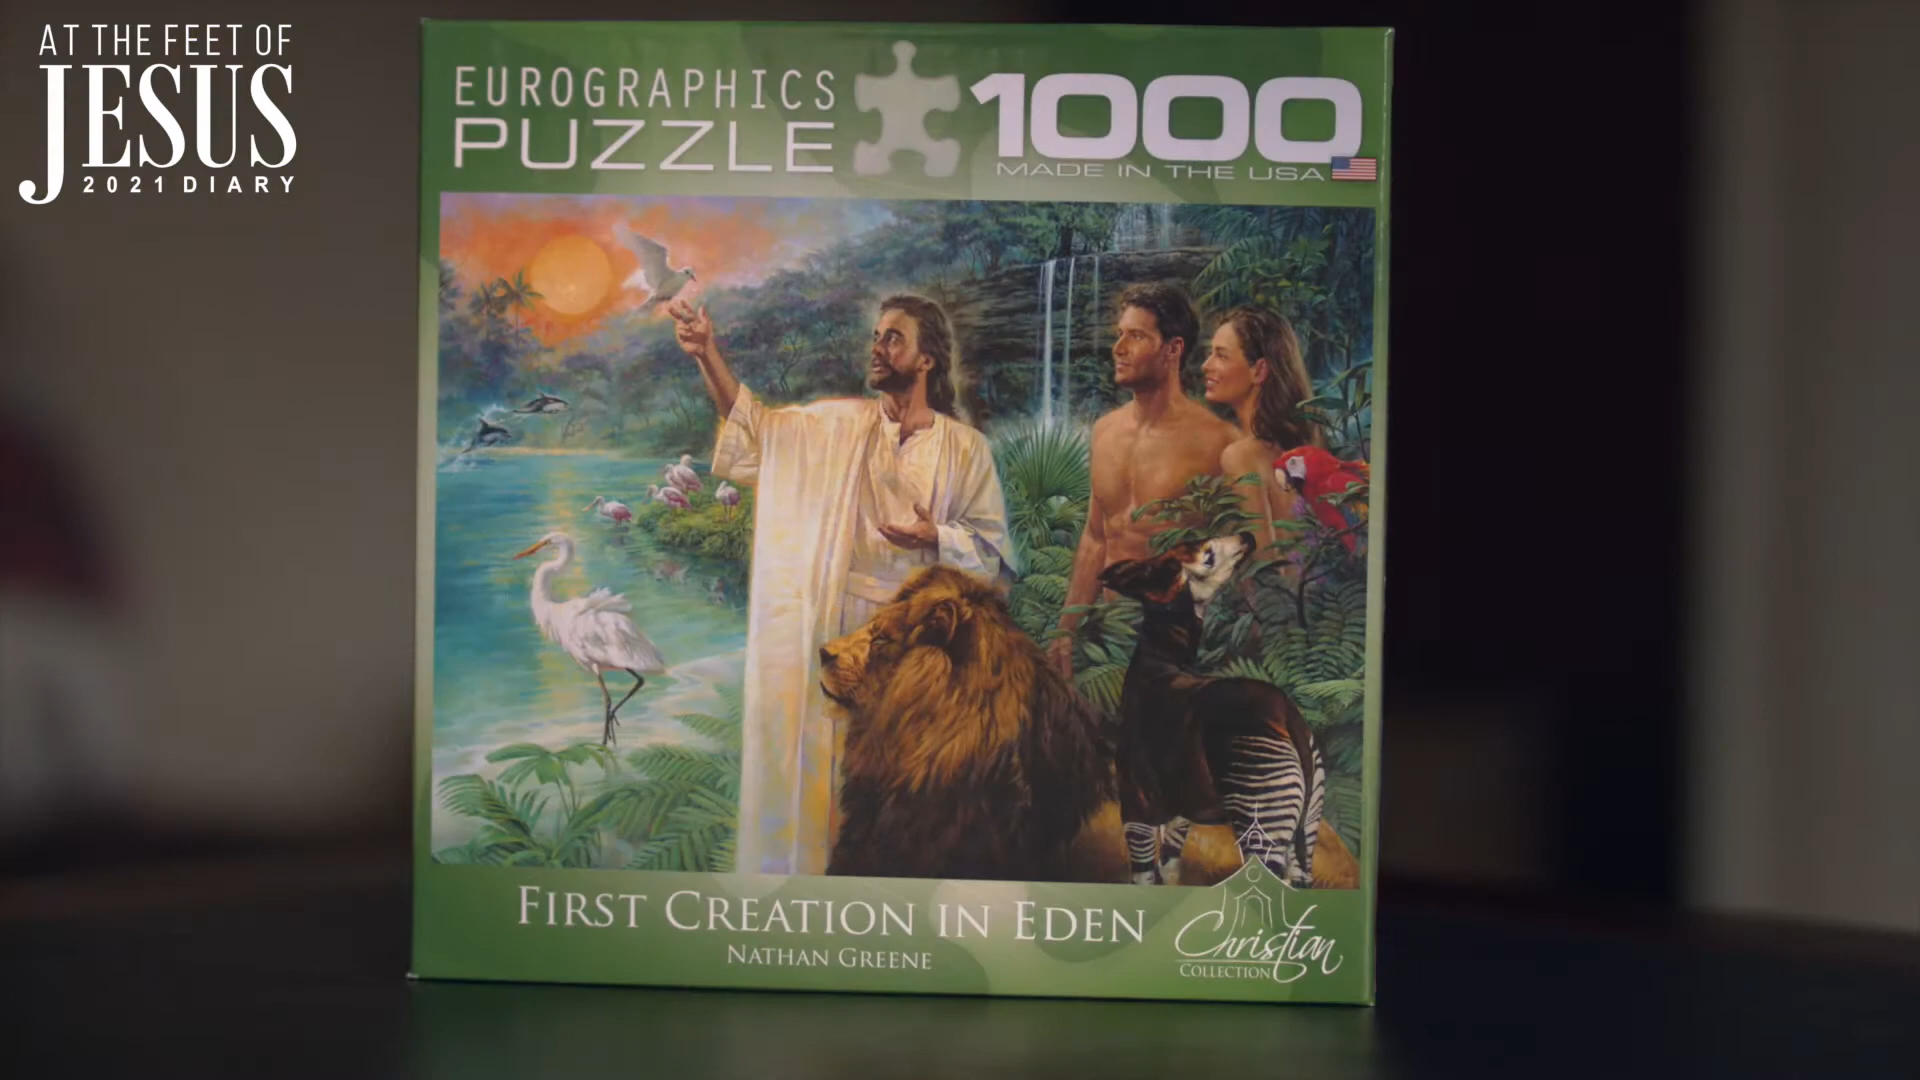 AT THE FEET OF
JESUS
2021 DIARY
EUROGRAPHICS
PUZZLE
1000
MADE IN THE USA
FIRST CREATION IN EDEN
NATHAN GREENE
Christian
COLLECTION